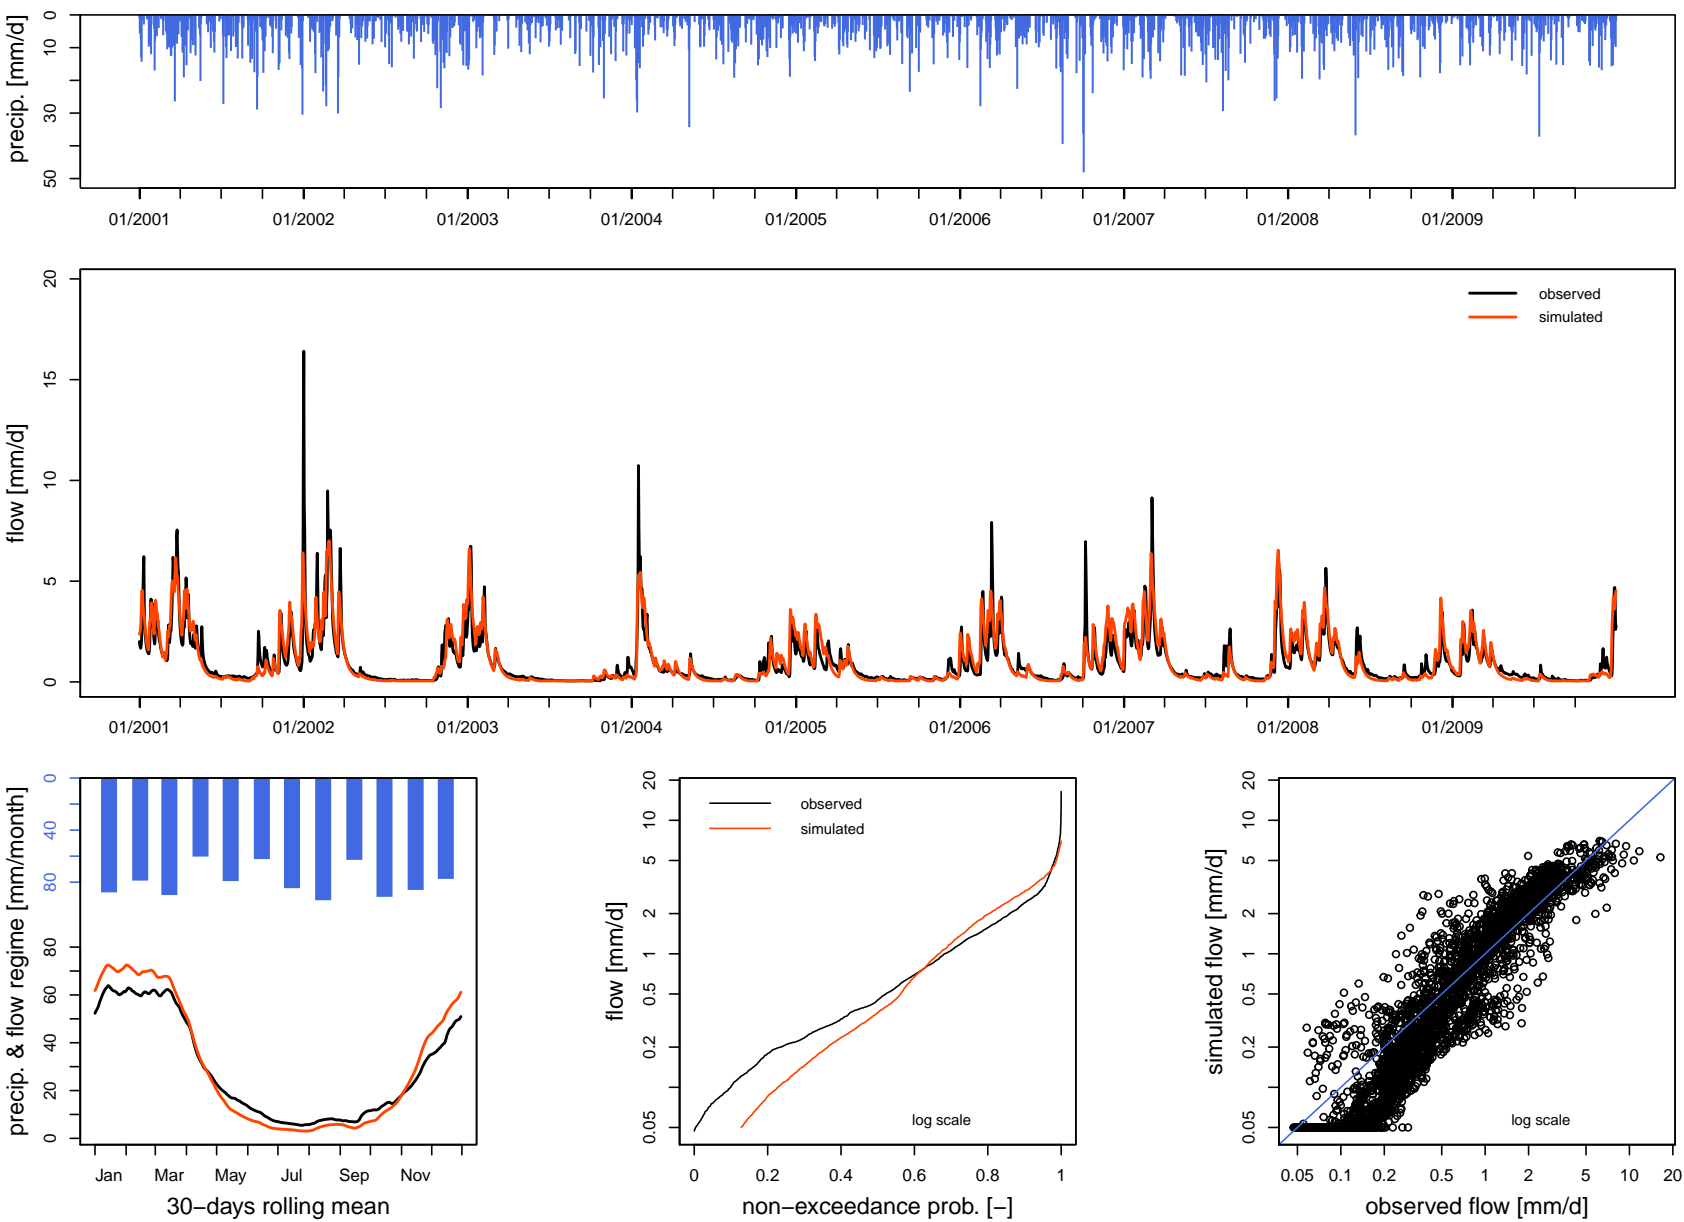 precip. [mm/d]
0
10
30
50
01/2001 01/2002 01/2003 01/2004 01/2005 01/2006 01/2007 01/2008 01/2009
flow [mm/d]
20
15
10
5
0
observed
simulated
01/2001 01/2002 01/2003 01/2004 01/2005 01/2006 01/2007 01/2008 01/2009
precip. & flow regime [mm/month]
0
40
80
80
60
40
20
0
Jan Mar May Jul Sep Nov
30−days rolling mean
flow [mm/d]
20
10
5
2
1
0.5
0.2
0.05
observed
simulated
log scale
0 0.2 0.4 0.6 0.8 1
non−exceedance prob. [−]
simulated flow [mm/d]
20
10
5
2
1
0.5
0.2
0.05
log scale
0.05 0.1 0.2 0.5 1 2 5 10 20
observed flow [mm/d]